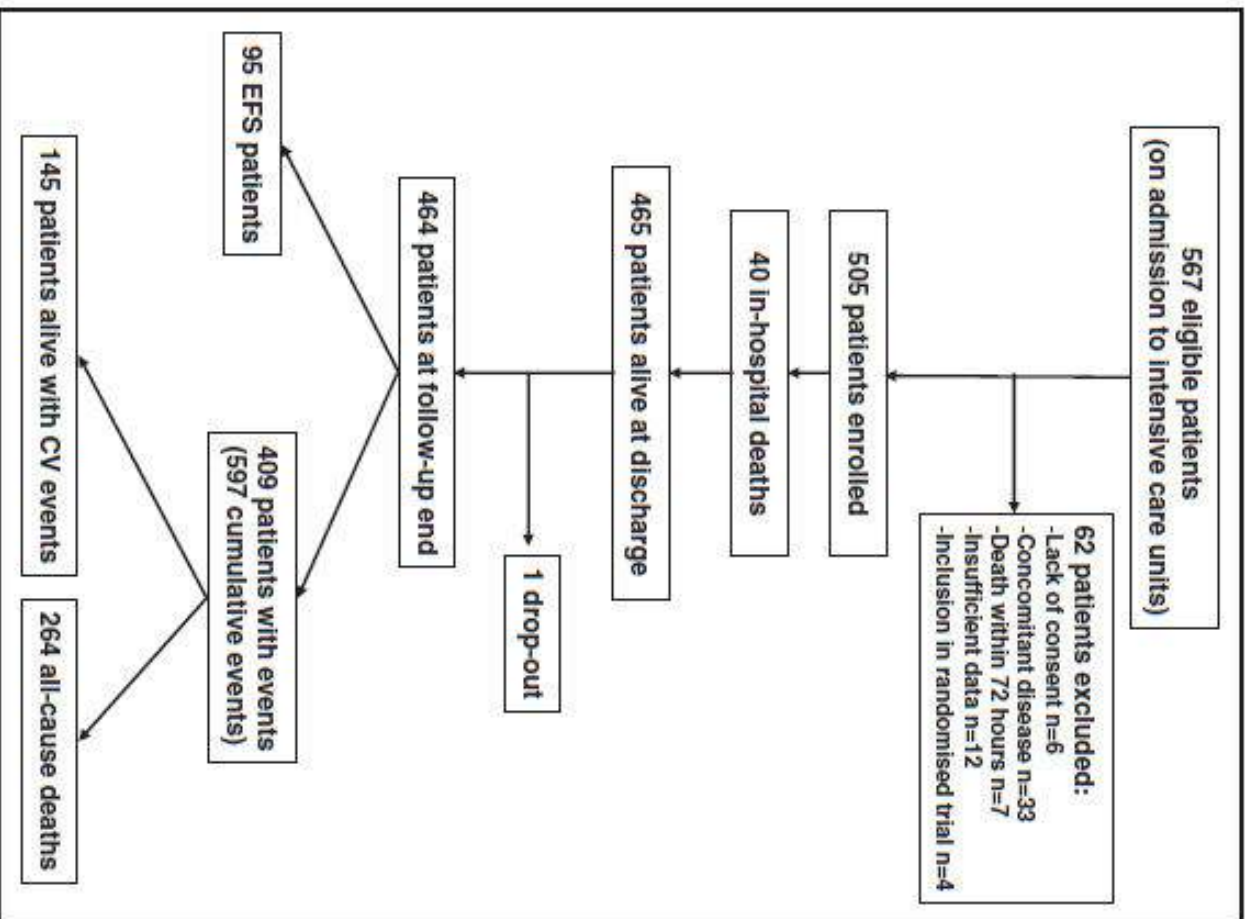 567 eligible patients
(on admission to intensive care units)
62 patients excluded:
-Lack of consent n=6
-Concomitant disease n=33
-Death within 72 hours n=7
-Insufficient data n=12
-Inclusion in randomised trial n=4
505 patients enrolled
40 in-hospital deaths
465 patients alive at discharge
1 drop-out
464 patients at follow-up end
95 EFS patients
409 patients with events
(597 cumulative events)
145 patients alive with CV events
264 all-cause deaths